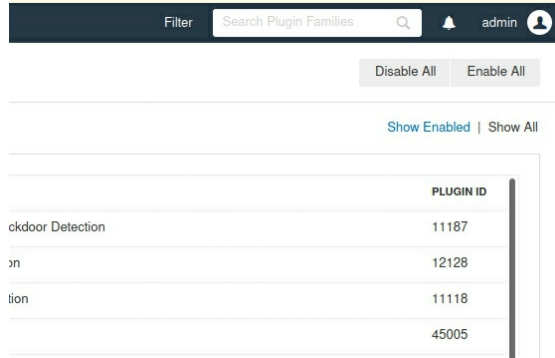 Filter Search Plugin Families admin
Disable All Enable All
Show Enabled | Show All
PLUGIN ID
ckdoor Detection 11187
on 12128
tion 11118
45005